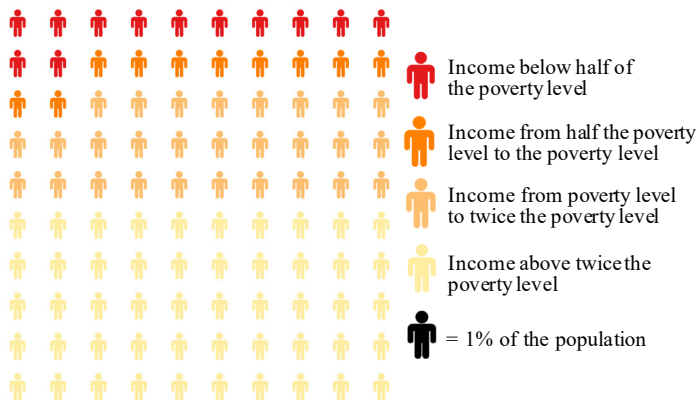 Income below half of
the poverty level
Income from half the poverty
level to the poverty level
Income from poverty level
to twice the poverty level
Income above twice the
poverty level
= 1% of the population